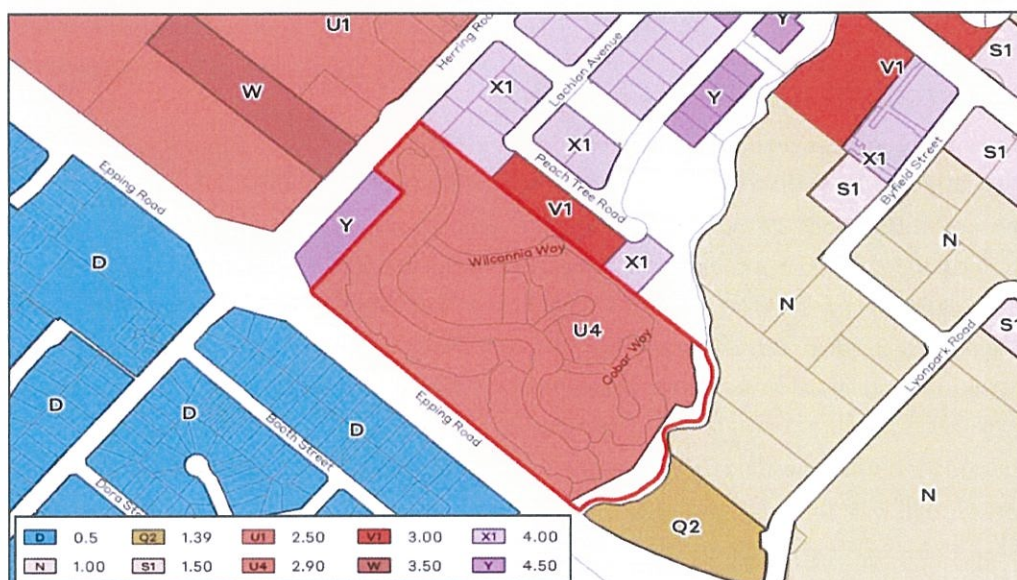 U1
Herring Ro
Y
S1
V1
W
X1
Lachlan Avenue
Y
X1
X1
S1
S1
Byfield Street
Epping Road
Peach Tree Road
V1
Y
D
Wilcannia Way
X1
N
N
U4
Cobar Way
S1
Lyonpark Road
Epping Road
D
D
D
Booth Street
Dora Str
N
Q2
D 0.5 Q2 1.39 U1 2.50 V1 3.00 X1 4.00
N 1.00 S1 1.50 U4 2.90 W 3.50 Y 4.50